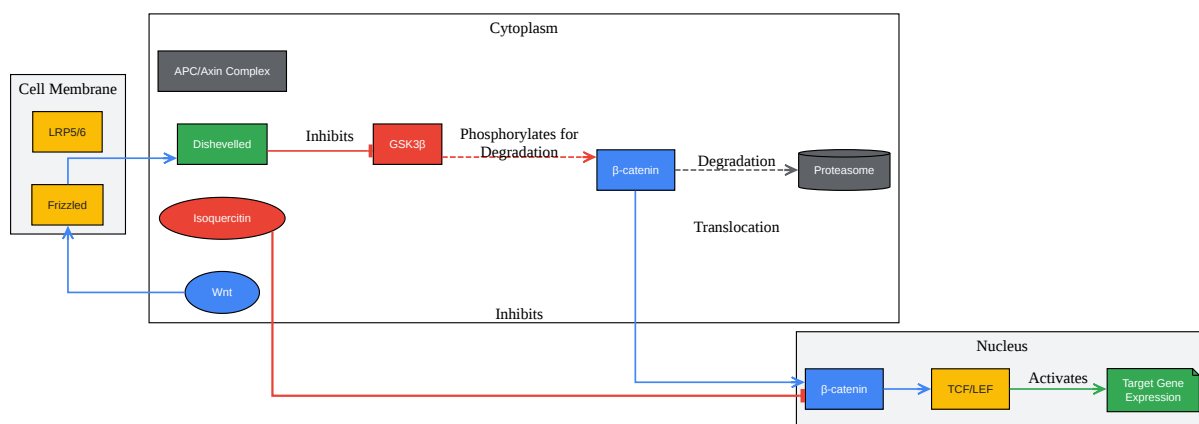 Cytoplasm
APC/Axin Complex
Cell Membrane
LRP5/6
Dishevelled
Inhibits
GSK3β
Phosphorylates for
Degradation
β-catenin
Degradation
Proteasome
Frizzled
Isoquercitin
Translocation
Wnt
Inhibits
Nucleus
β-catenin
TCF/LEF
Activates
Target Gene
Expression